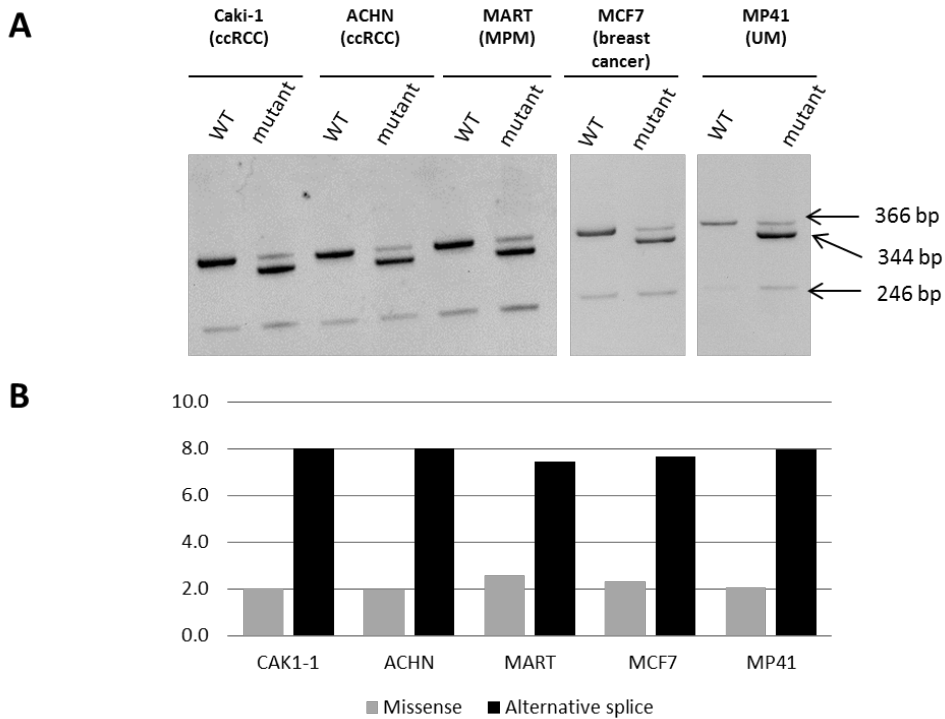 A
Caki-1 (ccRCC)
ACHN (ccRCC)
MART (MPM)
MCF7 (breast cancer)
MP41 (UM)
WT
mutant
WT
mutant
WT
mutant
WT
mutant
WT
mutant
366 bp
344 bp
246 bp
B
10.0
8.0
6.0
4.0
2.0
0.0
CAK1-1
ACHN
MART
MCF7
MP41
Missense
Alternative splice